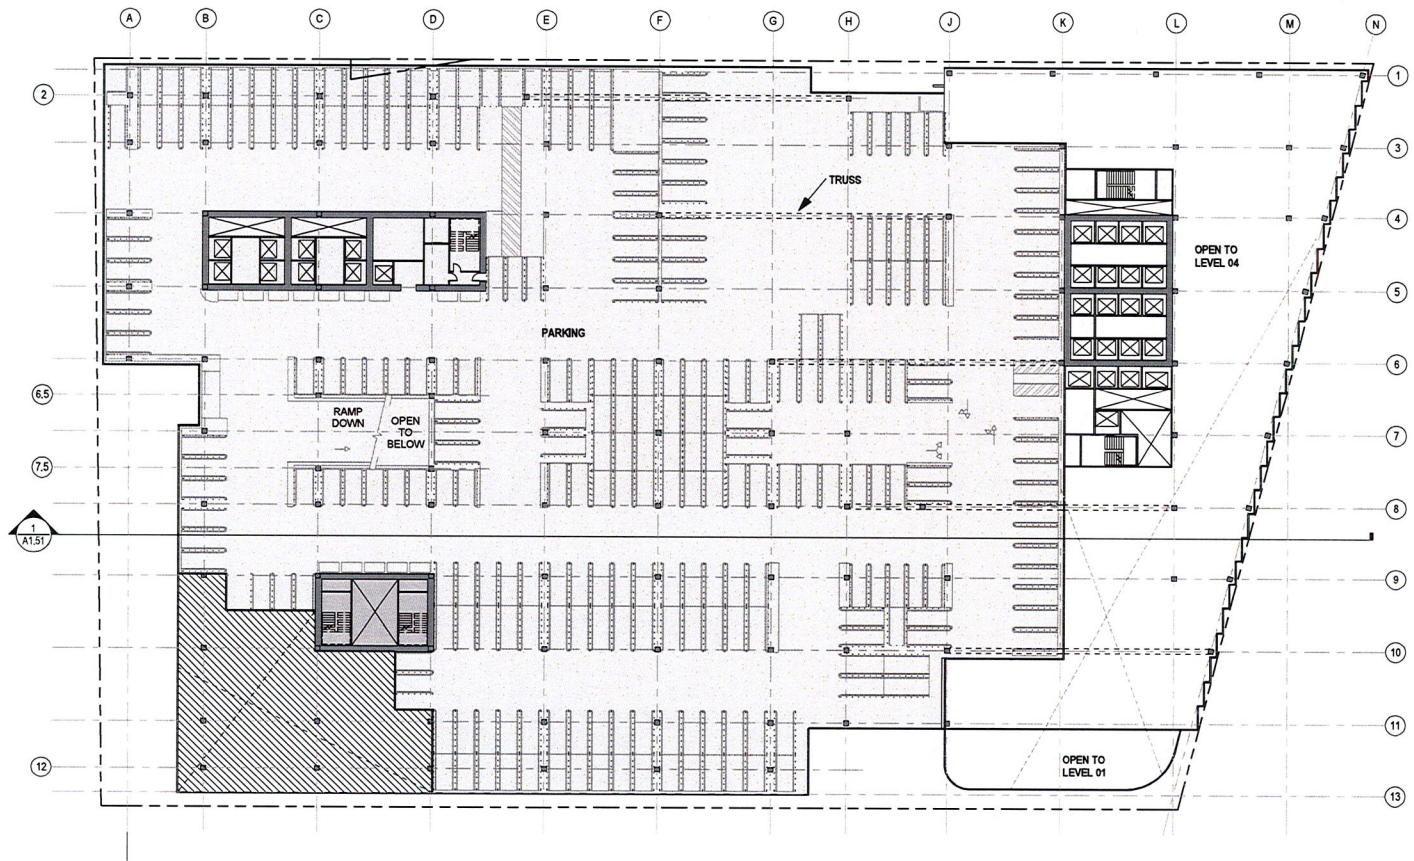 A B C D E F G H J K L M N
1
2
3
TRUSS
4
OPEN TO
LEVEL 04
5
PARKING
6
6.5
RAMP
DOWN
OPEN
TO
BELOW
7
7.5
8
1
A1.51
9
10
11
OPEN TO
LEVEL 01
12
13